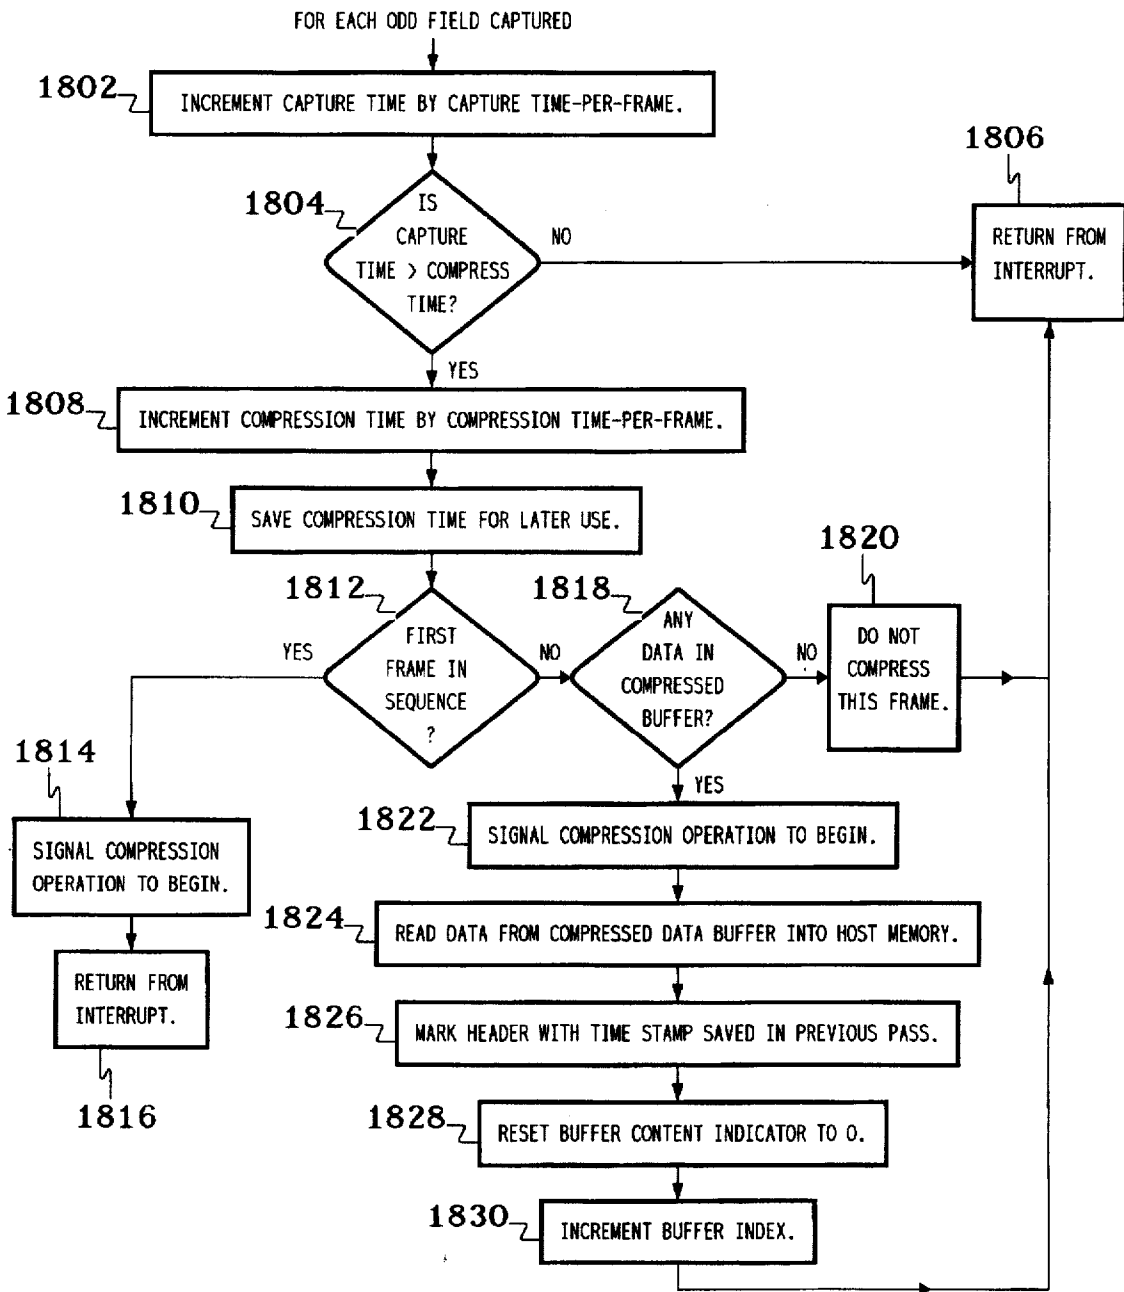 FOR EACH ODD FIELD CAPTURED
1802
INCREMENT CAPTURE TIME BY CAPTURE TIME-PER-FRAME.
1804
IS
CAPTURE
TIME > COMPRESS
TIME?
NO
1806
RETURN FROM
INTERRUPT.
YES
1808
INCREMENT COMPRESSION TIME BY COMPRESSION TIME-PER-FRAME.
1810
SAVE COMPRESSION TIME FOR LATER USE.
1812
FIRST
FRAME IN
SEQUENCE
?
YES
NO
1818
ANY
DATA IN
COMPRESSED
BUFFER?
NO
1820
DO NOT
COMPRESS
THIS FRAME.
1814
SIGNAL COMPRESSION
OPERATION TO BEGIN.
RETURN FROM
INTERRUPT.
1816
YES
1822
SIGNAL COMPRESSION OPERATION TO BEGIN.
1824
READ DATA FROM COMPRESSED DATA BUFFER INTO HOST MEMORY.
1826
MARK HEADER WITH TIME STAMP SAVED IN PREVIOUS PASS.
1828
RESET BUFFER CONTENT INDICATOR TO 0.
1830
INCREMENT BUFFER INDEX.